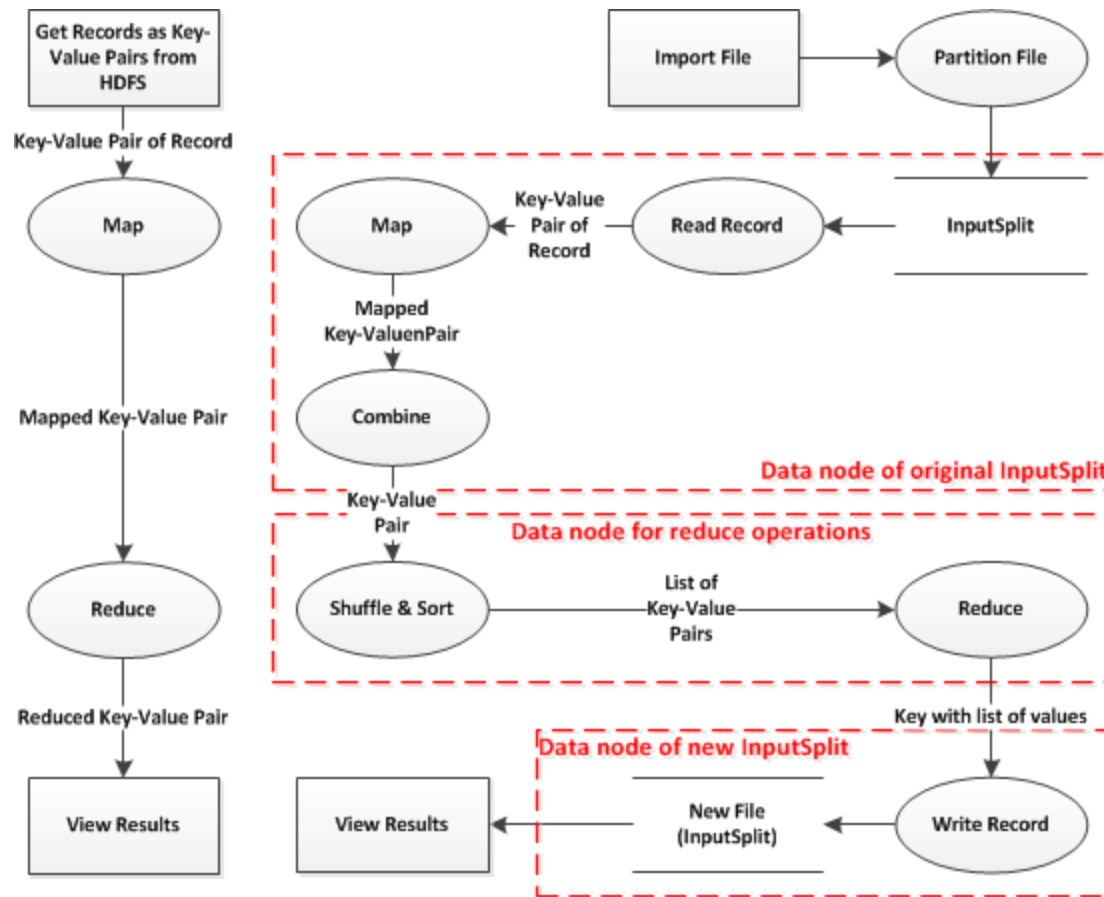 Get Records as Key-
Value Pairs from
HDFS
Key-Value Pair of Record
Map
Mapped Key-Value Pair
Reduce
Reduced Key-Value Pair
View Results
Import File
Partition File
InputSplit
Read Record
Key-Value
Pair of
Record
Map
Mapped
Key-ValuenPair
Combine
Data node of original InputSplit
Key-Value
Pair
Data node for reduce operations
Shuffle & Sort
List of
Key-Value
Pairs
Reduce
Key with list of values
Data node of new InputSplit
Write Record
New File
(InputSplit)
View Results